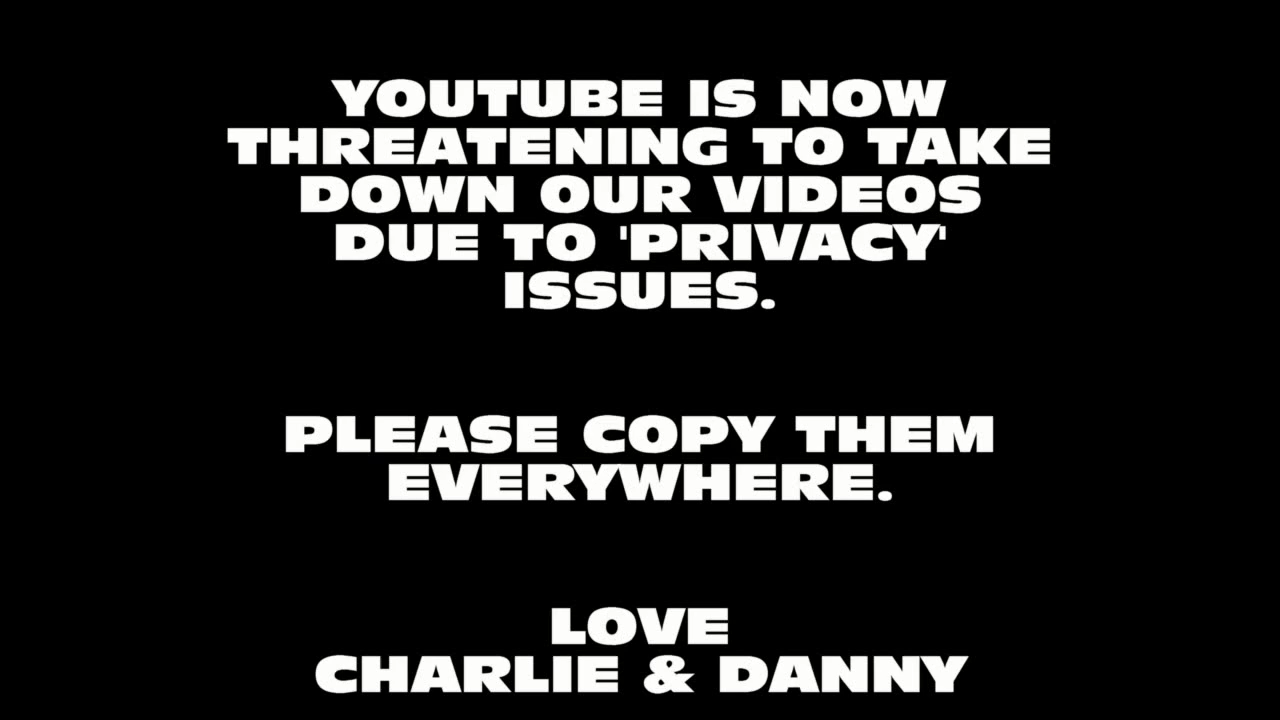 YOUTUBE IS NOW
THREATENING TO TAKE
DOWN OUR VIDEOS
DUE TO 'PRIVACY'
ISSUES.
PLEASE COPY THEM
EVERYWHERE.
LOVE
CHARLIE & DANNY